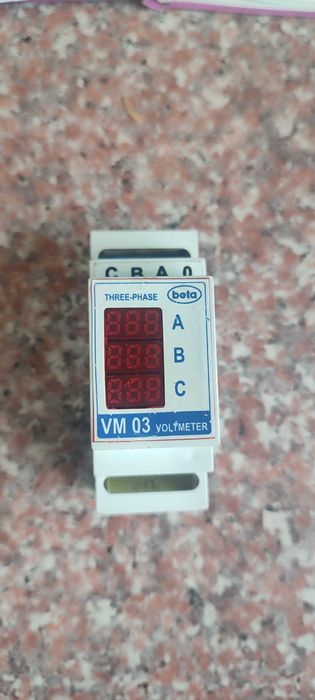 C B A 0
THREE-PHASE beta
A
B
C
VM 03 VOLTMETER